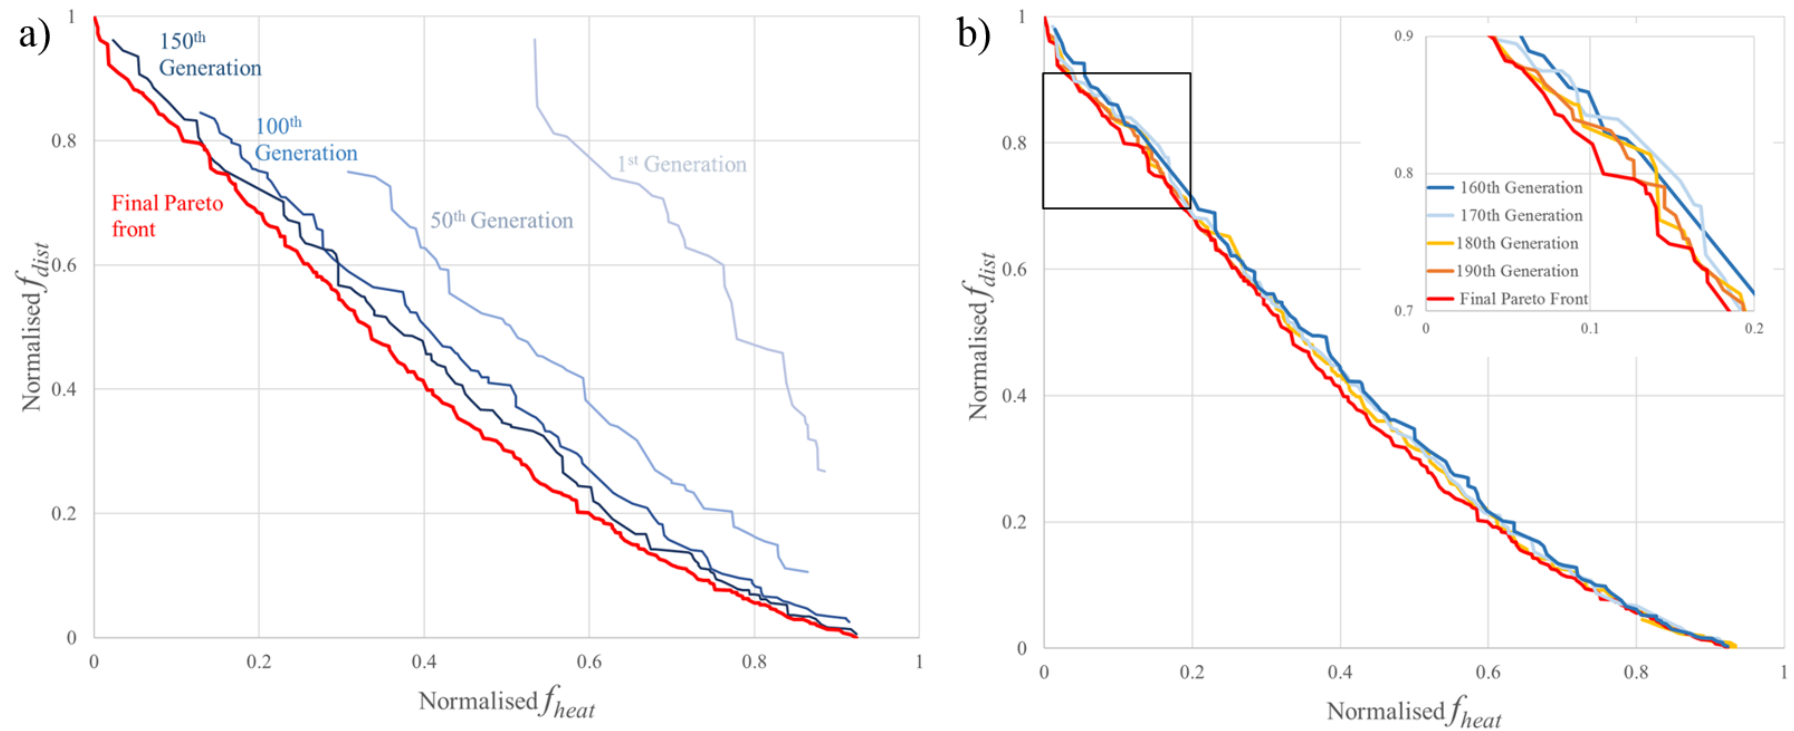 a)
1
0.8
0.6
0.4
0.2
0
Normalised f_dist
150th
Generation
100th
Generation
1st Generation
50th Generation
Final Pareto
front
0
0.2
0.4
0.6
0.8
1
Normalised f_heat
b)
1
0.8
0.6
0.4
0.2
0
Normalised f_dist
0.9
0.8
0.7
160th Generation
170th Generation
180th Generation
190th Generation
Final Pareto Front
0
0.1
0.2
0
0.2
0.4
0.6
0.8
1
Normalised f_heat